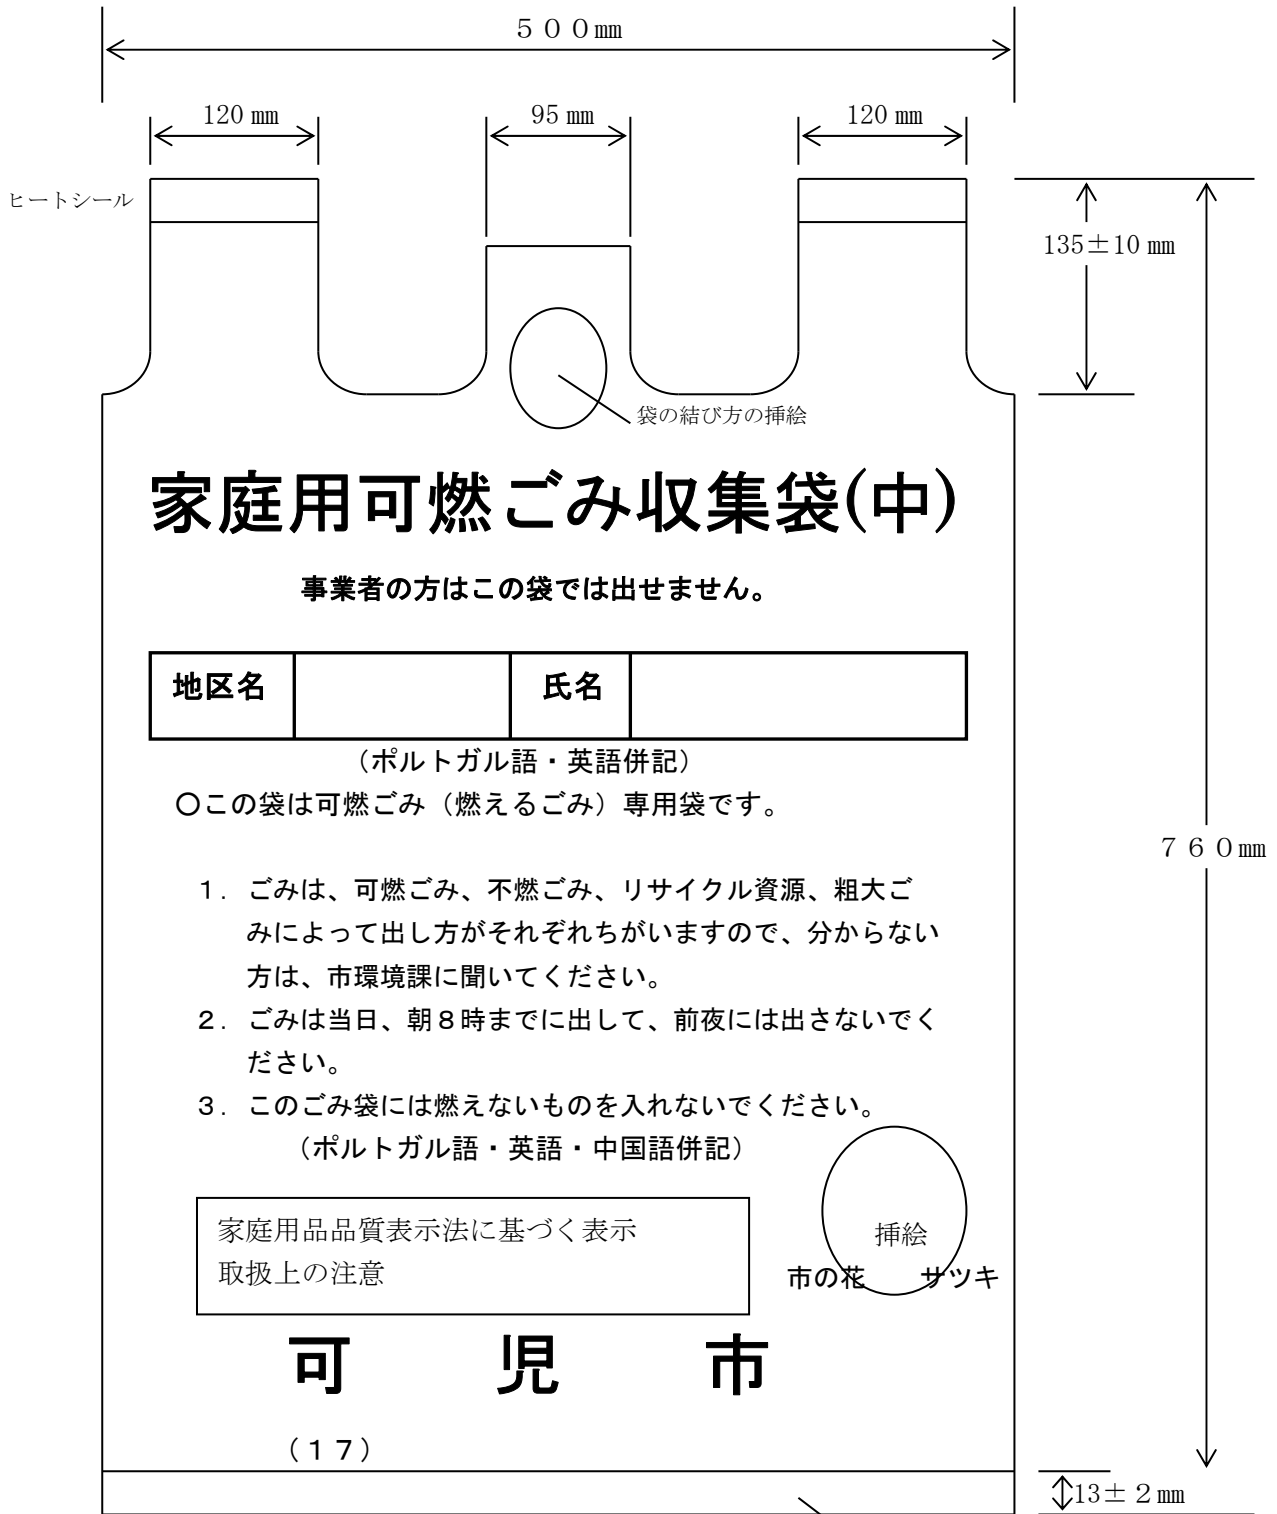 ５００㎜
120 ㎜
95 ㎜
120 ㎜
ヒートシール
135±10 ㎜
袋の結び方の挿絵
家庭用可燃ごみ収集袋(中)
事業者の方はこの袋では出せません。
地区名
氏名
（ポルトガル語・英語併記）
〇この袋は可燃ごみ（燃えるごみ）専用袋です。
７６０㎜
１．ごみは、可燃ごみ、不燃ごみ、リサイクル資源、粗大ご
みによって出し方がそれぞれちがいますので、分からない
方は、市環境課に聞いてください。
２．ごみは当日、朝８時までに出して、前夜には出さないでく
ださい。
３．このごみ袋には燃えないものを入れないでください。
（ポルトガル語・英語・中国語併記）
家庭用品品質表示法に基づく表示
取扱上の注意
挿絵
市の花　　サツキ
可　児　市
（１７）
13±２㎜